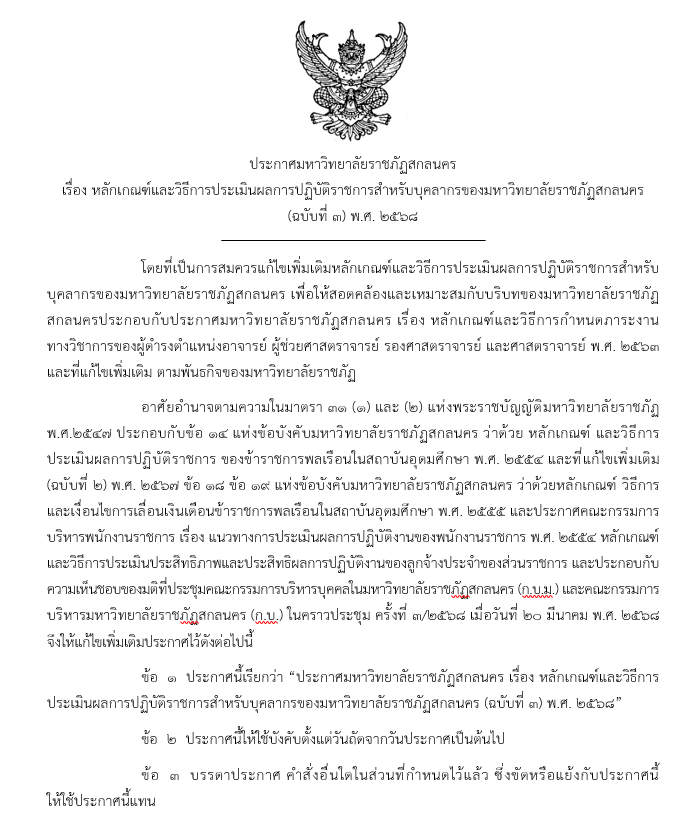 ประกาศมหาวิทยาลัยราชภัฏสกลนคร
เรื่อง หลักเกณฑ์และวิธีการประเมินผลการปฏิบัติราชการสำหรับบุคลากรของมหาวิทยาลัยราชภัฏสกลนคร
(ฉบับที่ ๓) พ.ศ. ๒๕๖๘
โดยที่เป็นการสมควรแก้ไขเพิ่มเติมหลักเกณฑ์และวิธีการประเมินผลการปฏิบัติราชการสำหรับ
บุคลากรของมหาวิทยาลัยราชภัฏสกลนคร เพื่อให้สอดคล้องและเหมาะสมกับบริบทของมหาวิทยาลัยราชภัฏ
สกลนครประกอบกับประกาศมหาวิทยาลัยราชภัฏสกลนคร เรื่อง หลักเกณฑ์และวิธีการกำหนดภาระงาน
ทางวิชาการของผู้ดำรงตำแหน่งอาจารย์ ผู้ช่วยศาสตราจารย์ รองศาสตราจารย์ และศาสตราจารย์ พ.ศ. ๒๕๖๓
และที่แก้ไขเพิ่มเติม ตามพันธกิจของมหาวิทยาลัยราชภัฏ
อาศัยอำนาจตามความในมาตรา ๓๑ (๑) และ (๒) แห่งพระราชบัญญัติมหาวิทยาลัยราชภัฏ
พ.ศ.๒๕๔๗ ประกอบกับข้อ ๑๔ แห่งข้อบังคับมหาวิทยาลัยราชภัฏสกลนคร ว่าด้วย หลักเกณฑ์ และวิธีการ
ประเมินผลการปฏิบัติราชการ ของข้าราชการพลเรือนในสถาบันอุดมศึกษา พ.ศ. ๒๕๕๔ และที่แก้ไขเพิ่มเติม
(ฉบับที่ ๒) พ.ศ. ๒๕๖๗ ข้อ ๑๘ ข้อ ๑๙ แห่งข้อบังคับมหาวิทยาลัยราชภัฏสกลนคร ว่าด้วยหลักเกณฑ์ วิธีการ
และเงื่อนไขการเลื่อนเงินเดือนข้าราชการพลเรือนในสถาบันอุดมศึกษา พ.ศ. ๒๕๕๕ และประกาศคณะกรรมการ
บริหารพนักงานราชการ เรื่อง แนวทางการประเมินผลการปฏิบัติงานของพนักงานราชการ พ.ศ. ๒๕๕๔ หลักเกณฑ์
และวิธีการประเมินประสิทธิภาพและประสิทธิผลการปฏิบัติงานของลูกจ้างประจำของส่วนราชการ และประกอบกับ
ความเห็นชอบของมติที่ประชุมคณะกรรมการบริหารบุคคลในมหาวิทยาลัยราชภัฏสกลนคร (ก.บ.ม.) และคณะกรรมการ
บริหารมหาวิทยาลัยราชภัฏสกลนคร (ก.บ.) ในคราวประชุม ครั้งที่ ๓/๒๕๖๘ เมื่อวันที่ ๒๐ มีนาคม พ.ศ. ๒๕๖๘
จึงให้แก้ไขเพิ่มเติมประกาศไว้ดังต่อไปนี้
ข้อ ๑ ประกาศนี้เรียกว่า “ประกาศมหาวิทยาลัยราชภัฏสกลนคร เรื่อง หลักเกณฑ์และวิธีการ
ประเมินผลการปฏิบัติราชการสำหรับบุคลากรของมหาวิทยาลัยราชภัฏสกลนคร (ฉบับที่ ๓) พ.ศ. ๒๕๖๘”
ข้อ ๒ ประกาศนี้ให้ใช้บังคับตั้งแต่วันถัดจากวันประกาศเป็นต้นไป
ข้อ ๓ บรรดาประกาศ คำสั่งอื่นใดในส่วนที่กำหนดไว้แล้ว ซึ่งขัดหรือแย้งกับประกาศนี้
ให้ใช้ประกาศนี้แทน